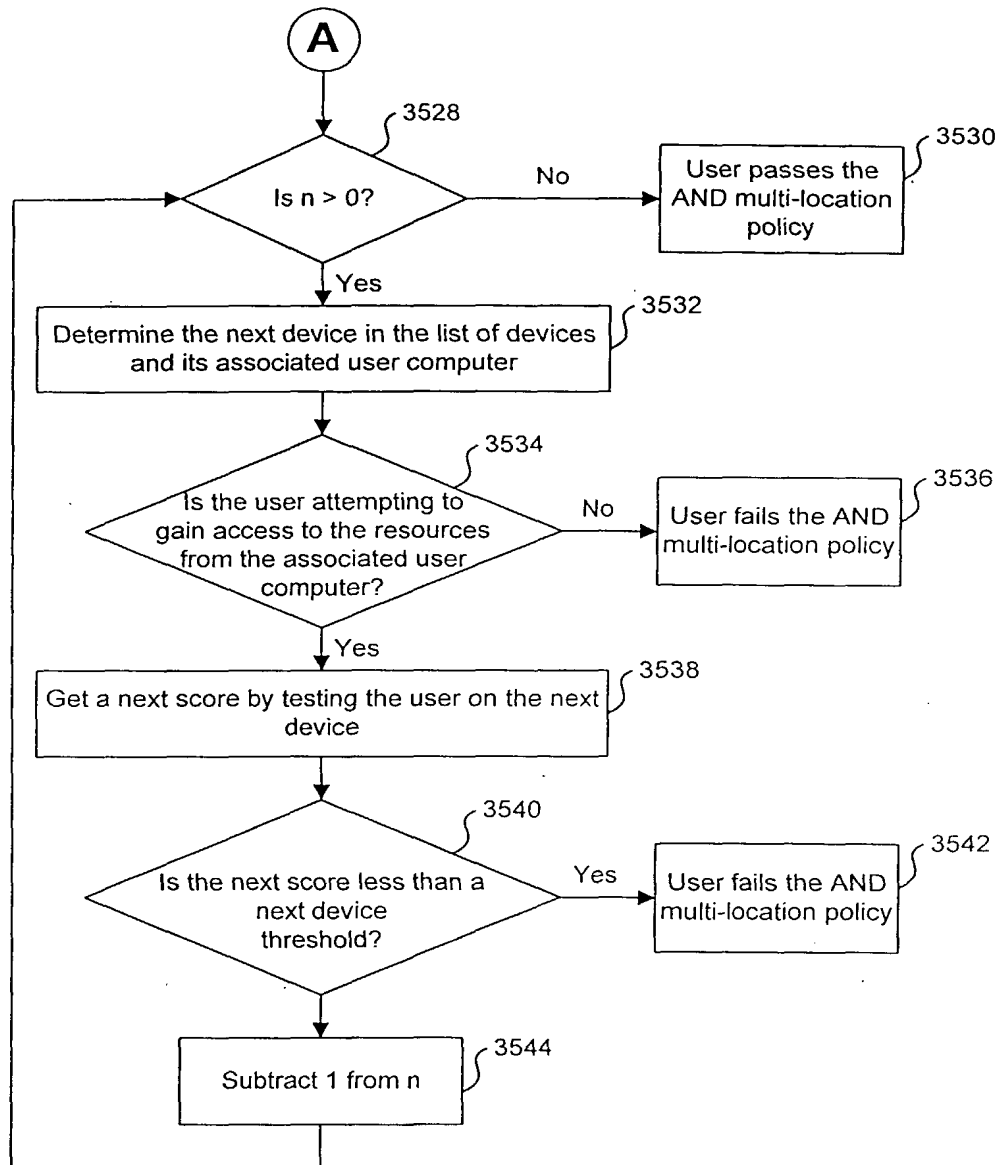 A
3528
Is n > 0?
No
3530
User passes the
AND multi-location
policy
Yes
3532
Determine the next device in the list of devices
and its associated user computer
3534
Is the user attempting to
gain access to the resources
from the associated user
computer?
No
3536
User fails the AND
multi-location policy
Yes
3538
Get a next score by testing the user on the next
device
3540
Is the next score less than a
next device
threshold?
Yes
3542
User fails the AND
multi-location policy
3544
Subtract 1 from n